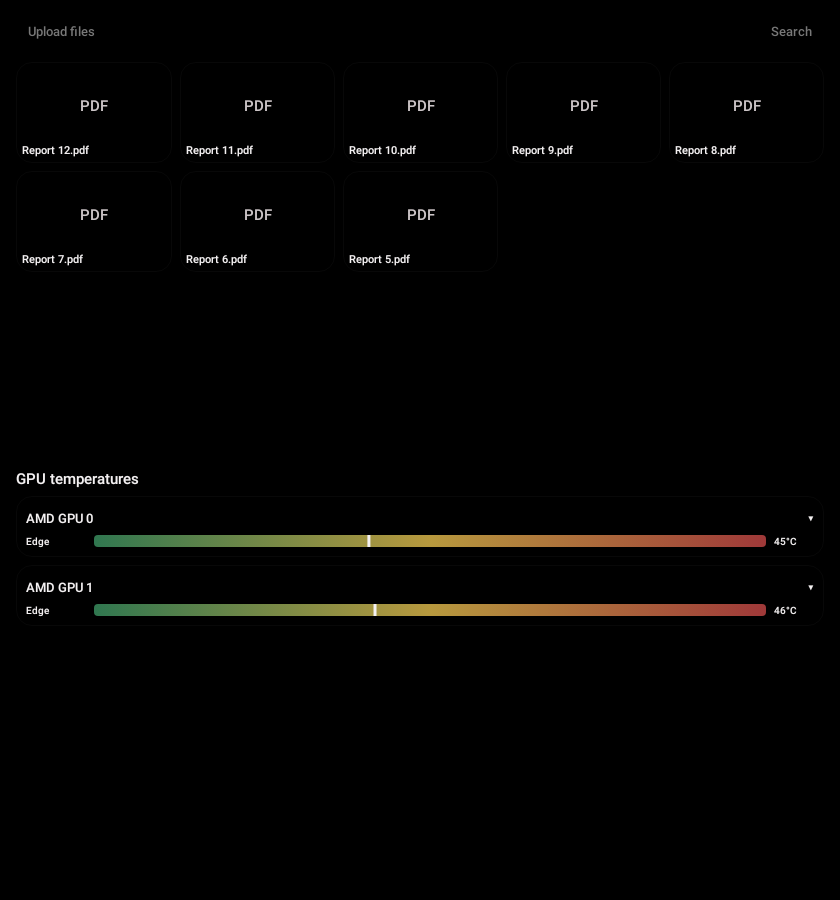 Upload files
Search
PDF
PDF
PDF
PDF
PDF
Report 12.pdf
Report 11.pdf
Report 10.pdf
Report 9.pdf
Report 8.pdf
PDF
PDF
PDF
Report 7.pdf
Report 6.pdf
Report 5.pdf
GPU temperatures
AMD GPU 0
Edge
45°C
AMD GPU 1
Edge
46°C